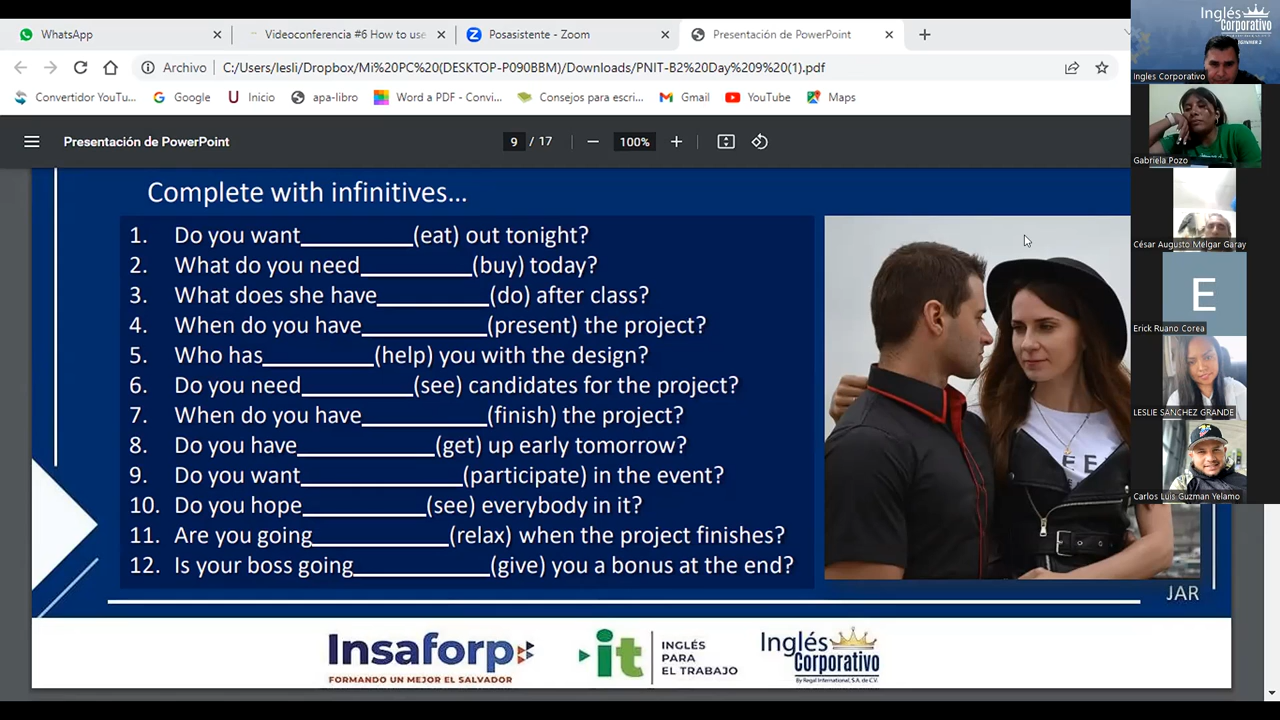 WhatsApp
Videoconferencia #6 How to use
Posasistente - Zoom
Presentación de PowerPoint
Archivo
C:/Users/lesli/Dropbox/Mi%20PC%20(DESKTOP-P090B1A)/Downloads/PNIT-B2%20Day%209%20(1).pdf
Convertidor YouTu...
Google
Inicio
apa-libro
Word a PDF - Convi...
Consejos para escri...
Gmail
YouTube
Maps
Presentación de PowerPoint
9 / 17
100%
Complete with infinitives...
1. Do you want__________(eat) out tonight?
2. What do you need__________(buy) today?
3. What does she have__________(do) after class?
4. When do you have___________(present) the project?
5. Who has__________(help) you with the design?
6. Do you need__________(see) candidates for the project?
7. When do you have___________(finish) the project?
8. Do you have____________(get) up early tomorrow?
9. Do you want______________(participate) in the event?
10. Do you hope___________(see) everybody in it?
11. Are you going____________(relax) when the project finishes?
12. Is your boss going____________(give) you a bonus at the end?
JAR
Insaforp
FORMANDO UN MEJOR EL SALVADOR
it
INGLÉS
PARA
EL TRABAJO
Inglés
Corporativo
By Regal International, S.A. de C.V.
Inglés
Corporativo
Ingles Corporativo
Gabriela Pozo
César Augusto Melgar Garay
E
Erick Ruano Corea
LESLIE SANCHEZ GRANDE
Carlos Luis Guzman Yelamo